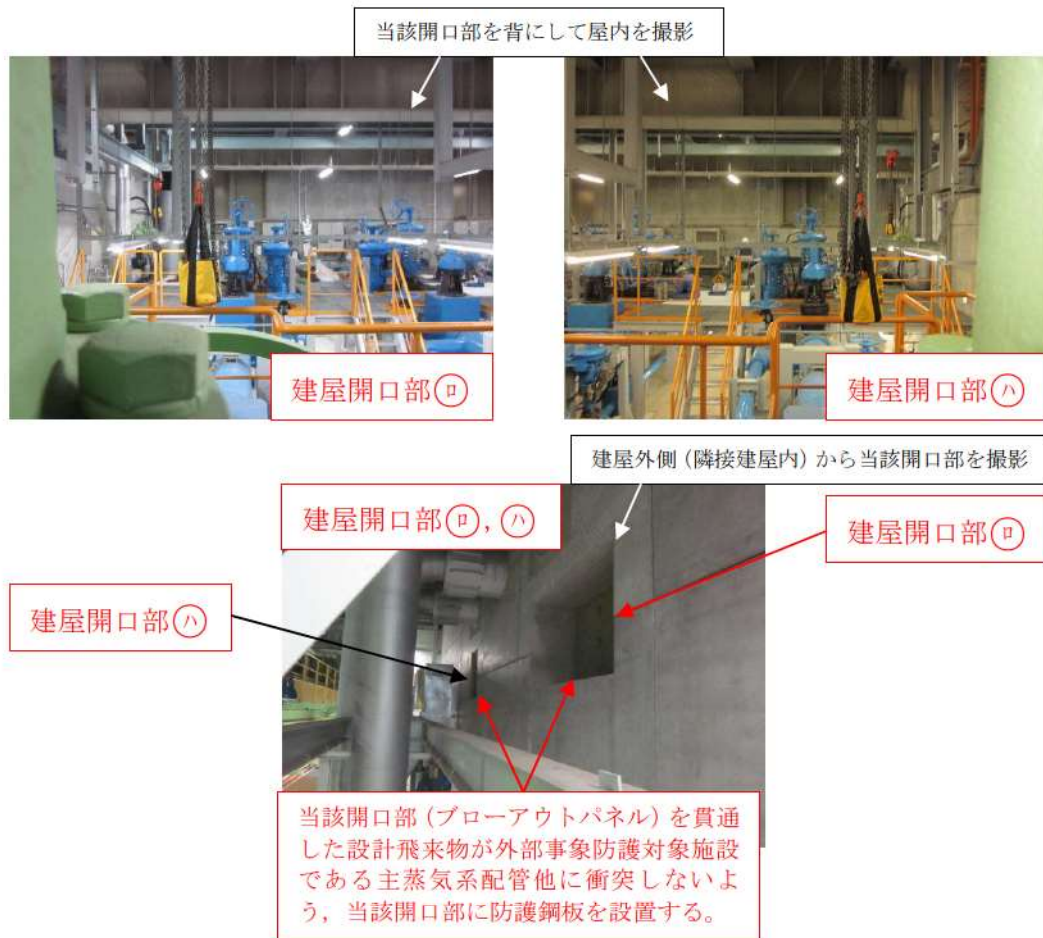 当該開口部を背にして屋内を撮影
建屋開口部㋺
建屋開口部㋩
建屋外側（隣接建屋内）から当該開口部を撮影
建屋開口部㋺，㋩
建屋開口部㋺
建屋開口部㋩
当該開口部（ブローアウトパネル）を貫通
した設計飛来物が外部事象防護対象施設
である主蒸気系配管他に衝突しないよ
う，当該開口部に防護鋼板を設置する。